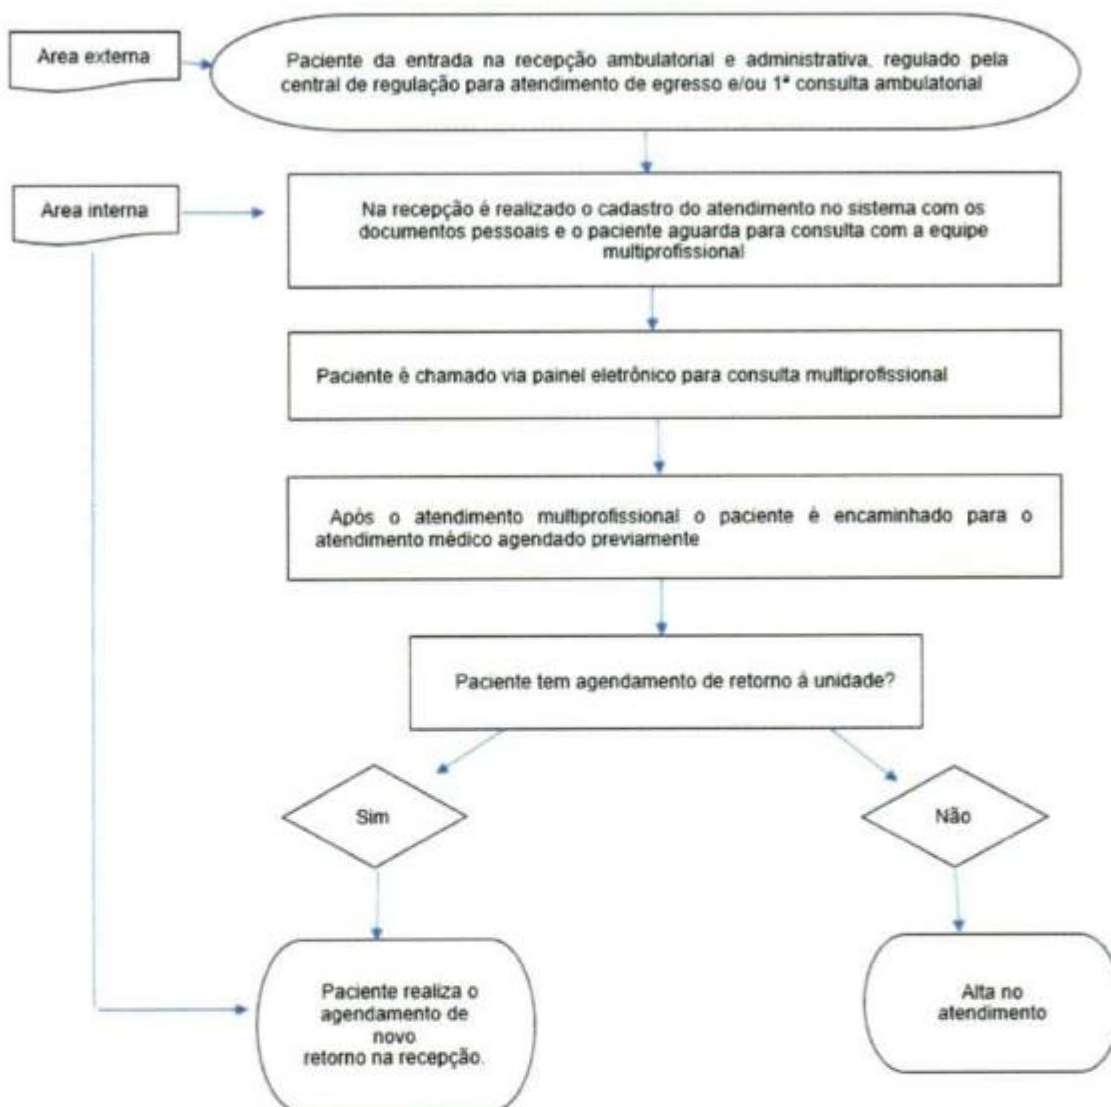 Area externa
Paciente da entrada na recepção ambulatorial e administrativa, regulado pela
central de regulação para atendimento de egresso e/ou 1ª consulta ambulatorial
Area interna
Na recepção é realizado o cadastro do atendimento no sistema com os
documentos pessoais e o paciente aguarda para consulta com a equipe
multiprofissional
Paciente é chamado via painel eletrônico para consulta multiprofissional
Após o atendimento multiprofissional o paciente é encaminhado para o
atendimento médico agendado previamente
Paciente tem agendamento de retorno à unidade?
Sim
Não
Paciente realiza o
agendamento de
novo
retorno na recepção.
Alta no
atendimento